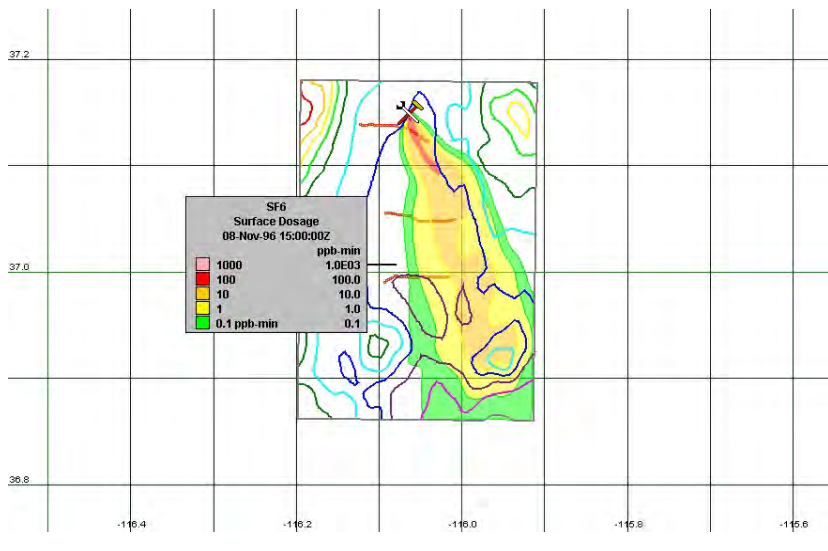 37.2
SF6
Surface Dosage
08-Nov-96 15:00:00Z
ppb-min
1000 1.0E03
37.0
100 100.0
10 10.0
1 1.0
0.1 ppb-min 0.1
36.8
-116.4 -116.2 -116.0 -115.8 -115.6